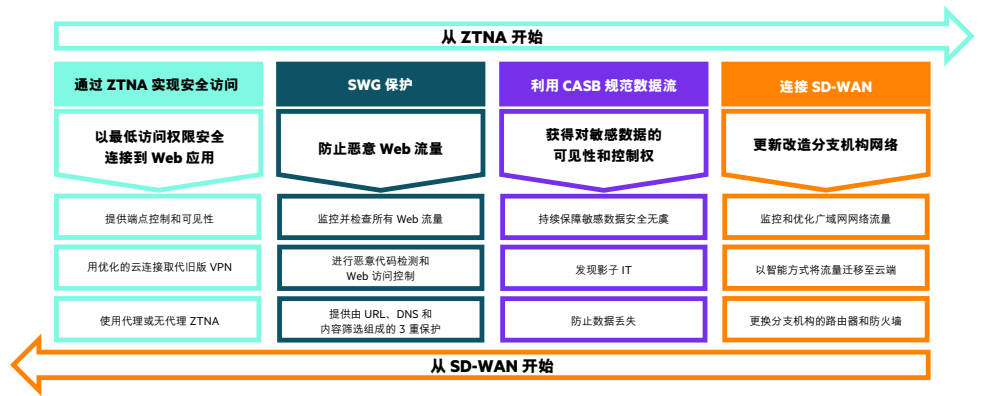 从 ZTNA 开始
通过 ZTNA 实现安全访问
SWG 保护
利用 CASB 规范数据流
连接 SD-WAN
以最低访问权限安全
连接到 Web 应用
防止恶意 Web 流量
获得对敏感数据的
可见性和控制权
更新改造分支机构网络
提供端点控制和可见性
监控并检查所有 Web 流量
持续保障敏感数据安全无虞
监控和优化广域网网络流量
用优化的云连接取代旧版 VPN
进行恶意代码检测和
Web 访问控制
发现影子 IT
以智能方式将流量迁移至云端
使用代理或无代理 ZTNA
提供由 URL、DNS 和
内容筛选组成的 3 重保护
防止数据丢失
更换分支机构的路由器和防火墙
从 SD-WAN 开始